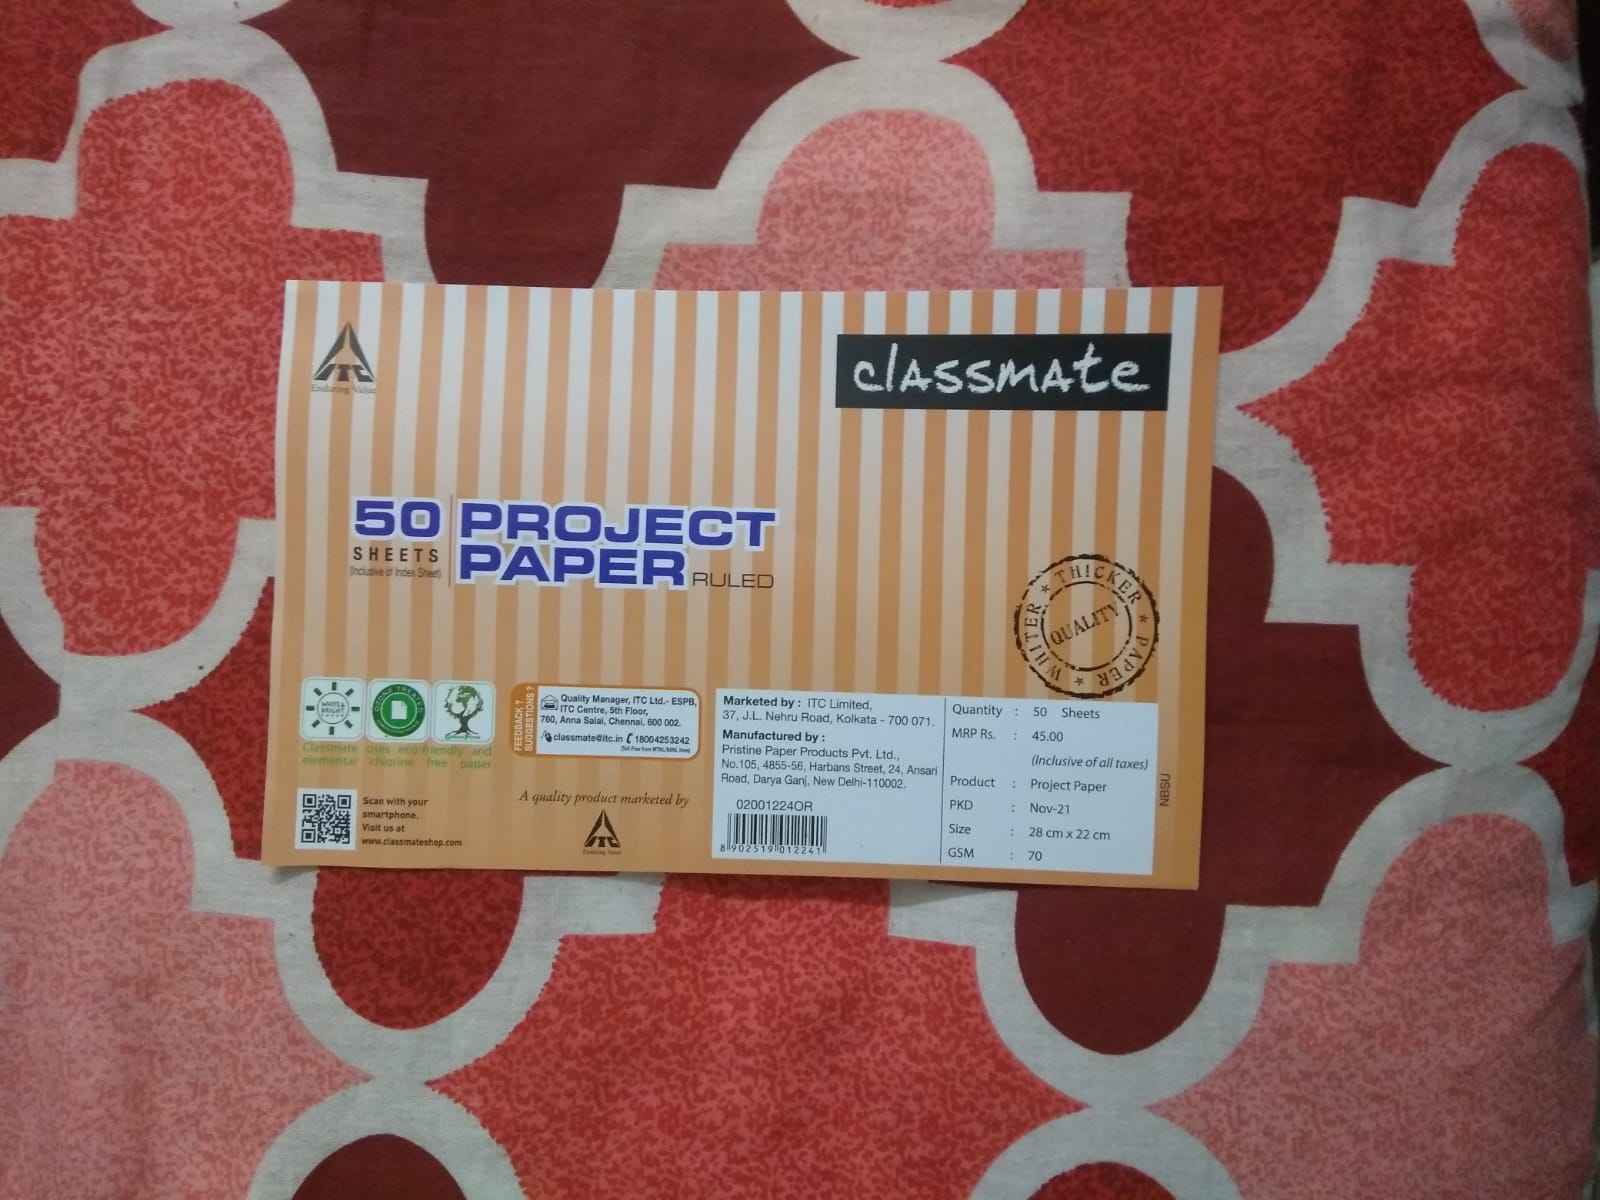 ITC
Enduring Value
classmate
50 PROJECT
SHEETS PAPER RULED
(Inclusive of Index Sheet)
WHITER ★ THICKER ★ PAPER ★
QUALITY
WHITE &
BRIGHT
PAPER
OZONE TREATED
Classmate uses eco-friendly and
elemental chlorine free paper
FEEDBACK ?
SUGGESTIONS ?
Quality Manager, ITC Ltd.- ESPB,
ITC Centre, 5th Floor,
760, Anna Salai, Chennai. 600 002.
classmate@itc.in 18004253242
(Toll Free from MTNL/BSNL lines)
Scan with your
smartphone.
Visit us at
www.classmateshop.com
A quality product marketed by
ITC
Enduring Value
Marketed by : ITC Limited,
37, J.L. Nehru Road, Kolkata - 700 071.
Manufactured by :
Pristine Paper Products Pvt. Ltd.,
No.105, 4855-56, Harbans Street, 24, Ansari
Road, Darya Ganj, New Delhi-110002.
02001224OR
8 902519 012241
Quantity : 50 Sheets
MRP Rs. : 45.00
(Inclusive of all taxes)
Product : Project Paper
PKD : Nov-21
Size : 28 cm x 22 cm
GSM : 70
NBSU